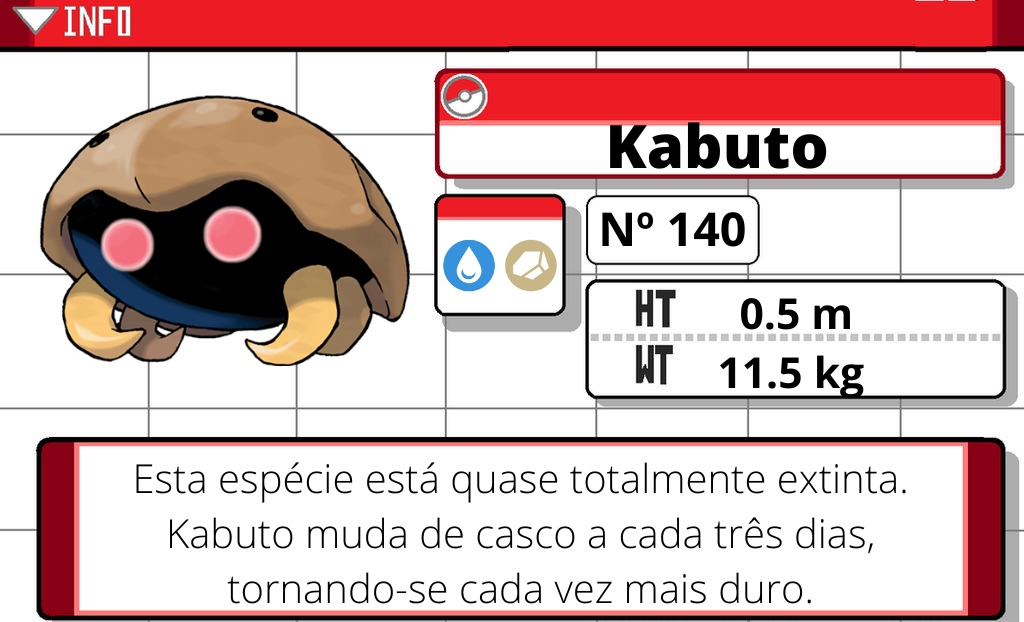 INFO
Kabuto
Nº 140
HT 0.5 m
WT 11.5 kg
Esta espécie está quase totalmente extinta.
Kabuto muda de casco a cada três dias,
tornando-se cada vez mais duro.